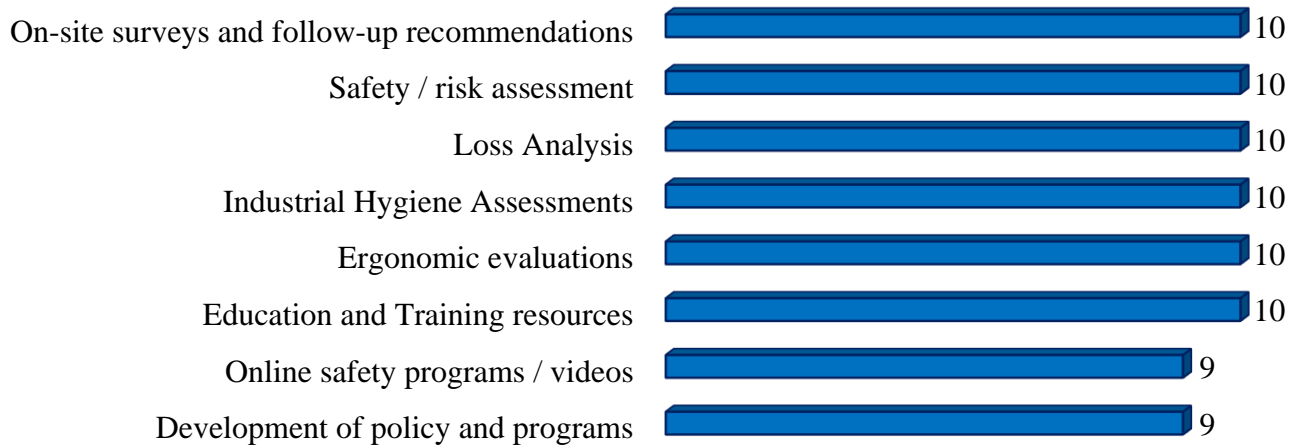 On-site surveys and follow-up recommendations 10
Safety / risk assessment 10
Loss Analysis 10
Industrial Hygiene Assessments 10
Ergonomic evaluations 10
Education and Training resources 10
Online safety programs / videos 9
Development of policy and programs 9